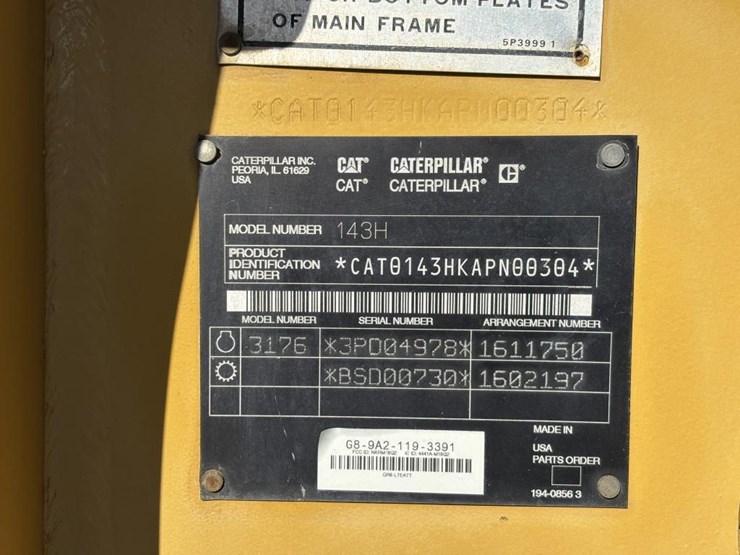 BOTTOM PLATES
OF MAIN FRAME
5P3999 1
*CAT0143HKAPN00304*
CATERPILLAR INC.
PEORIA, IL. 61629
USA
CAT® CATERPILLAR® C
CAT® CATERPILLAR®
MODEL NUMBER 143H
PRODUCT IDENTIFICATION NUMBER *CAT0143HKAPN00304*
MODEL NUMBER SERIAL NUMBER ARRANGEMENT NUMBER
3176 *3PD04978* 1611750
*BSD00730* 1602197
MADE IN
USA
PARTS ORDER
194-0856 3
G8-9A2-119-3391